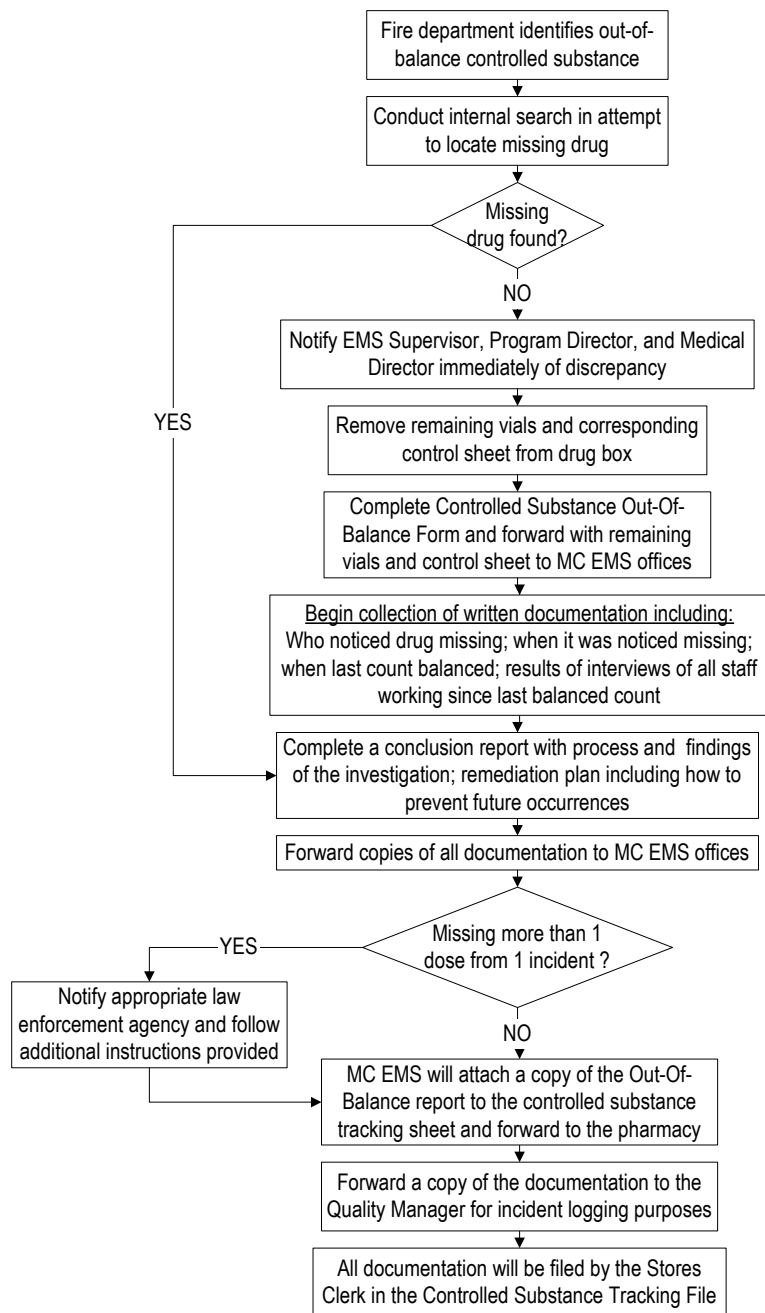 Fire department identifies out-of-
balance controlled substance
Conduct internal search in attempt
to locate missing drug
Missing
drug found?
NO
Notify EMS Supervisor, Program Director, and Medical
Director immediately of discrepancy
YES
Remove remaining vials and corresponding
control sheet from drug box
Complete Controlled Substance Out-Of-
Balance Form and forward with remaining
vials and control sheet to MC EMS offices
Begin collection of written documentation including:
Who noticed drug missing; when it was noticed missing;
when last count balanced; results of interviews of all staff
working since last balanced count
Complete a conclusion report with process and findings
of the investigation; remediation plan including how to
prevent future occurrences
Forward copies of all documentation to MC EMS offices
Missing more than 1
dose from 1 incident ?
YES
Notify appropriate law
enforcement agency and follow
additional instructions provided
NO
MC EMS will attach a copy of the Out-Of-
Balance report to the controlled substance
tracking sheet and forward to the pharmacy
Forward a copy of the documentation to the
Quality Manager for incident logging purposes
All documentation will be filed by the Stores
Clerk in the Controlled Substance Tracking File